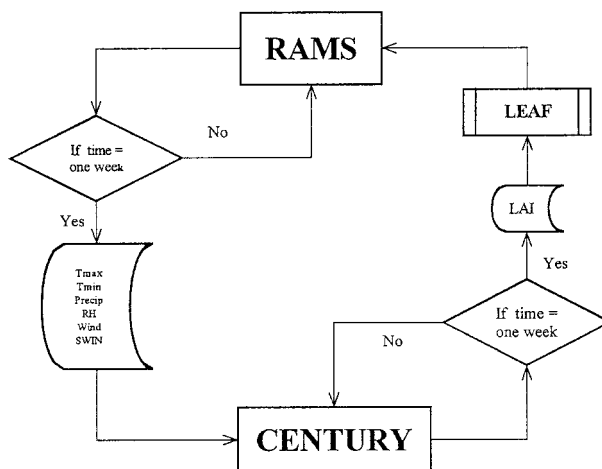 RAMS
LEAF
No
If time =
one week
LAI
Yes
Yes
Tmax
Tmin
Precip
RH
Wind
SWIN
If time =
one week
No
CENTURY